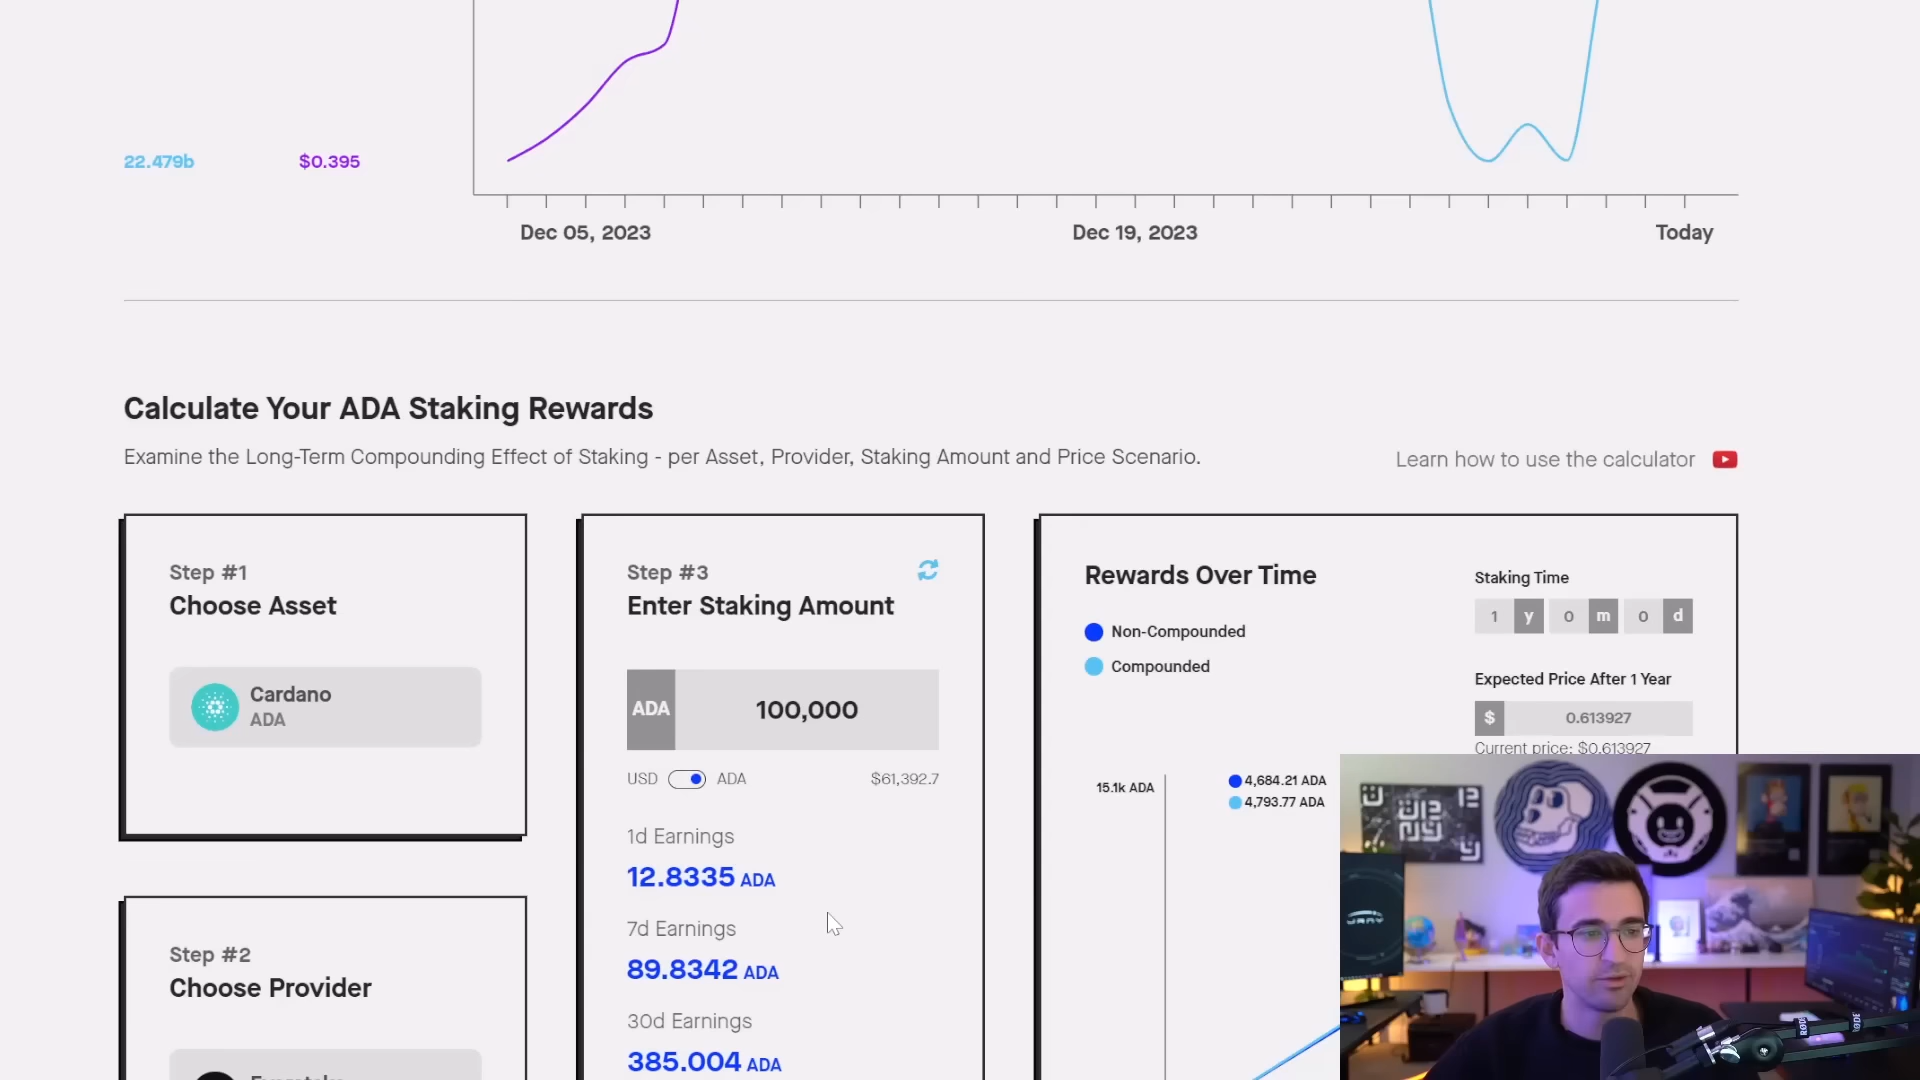 22.479b
$0.395
Dec 05, 2023
Dec 19, 2023
Today
Calculate Your ADA Staking Rewards
Examine the Long-Term Compounding Effect of Staking - per Asset, Provider, Staking Amount and Price Scenario.
Learn how to use the calculator
Step #1
Choose Asset
Cardano
ADA
Step #2
Choose Provider
Step #3
Enter Staking Amount
ADA
100,000
USD
ADA
$61,392.7
1d Earnings
12.8335 ADA
7d Earnings
89.8342 ADA
30d Earnings
385.004 ADA
Rewards Over Time
Non-Compounded
Compounded
Staking Time
1 y 0 m 0 d
Expected Price After 1 Year
$ 0.613927
Current price: $0.613927
15.1k ADA
4,684.21 ADA
4,793.77 ADA
RØDE
RØDE